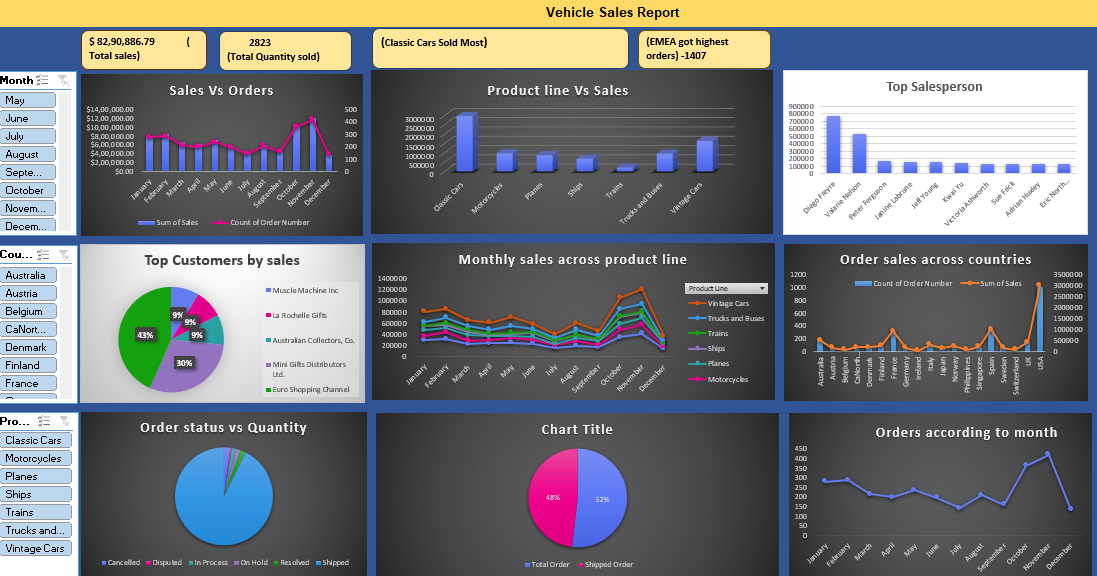 Vehicle Sales Report
$ 82,90,886.79 (
Total sales)
2823
(Total Quantity sold)
(Classic Cars Sold Most)
(EMEA got highest
orders) -1407
Month
May
June
July
August
Septe...
October
Novem...
Decem...
Sales Vs Orders
$14,00,000.00
$12,00,000.00
$10,00,000.00
$8,00,000.00
$6,00,000.00
$4,00,000.00
$2,00,000.00
$0.00
500
400
300
200
100
0
January
February
March
April
May
June
July
August
September
October
November
December
Sum of Sales
Count of Order Number
Product line Vs Sales
3000000
2500000
2000000
1500000
1000000
500000
0
Classic Cars
Motorcycles
Planes
Ships
Trains
Trucks and Buses
Vintage Cars
Top Salesperson
900000
800000
700000
600000
500000
400000
300000
200000
100000
0
Diego Freyre
Valarie Nelson
Peter Ferguson
Janine Labrune
Jeff Young
Kwai Yu
Victoria Ashworth
Sue Frick
Adrian Huxley
Eric North...
Cou...
Australia
Austria
Belgium
CaNort...
Denmark
Finland
France
Top Customers by sales
9%
9%
9%
30%
43%
Muscle Machine Inc
La Rochelle Gifts
Australian Collectors, Co.
Mini Gifts Distributors
Ltd.
Euro Shopping Channel
Monthly sales across product line
1400000
1200000
1000000
800000
600000
400000
200000
0
January
February
March
April
May
June
July
August
September
October
November
December
Product Line
Vintage Cars
Trucks and Buses
Trains
Ships
Planes
Motorcycles
Order sales across countries
1200
1000
800
600
400
200
0
3500000
3000000
2500000
2000000
1500000
1000000
500000
0
Count of Order Number
Sum of Sales
Australia
Austria
Belgium
CaNorth...
Denmark
Finland
France
Germany
Ireland
Italy
Japan
Norway
Philippines
Singapore
Spain
Sweden
Switzerland
UK
USA
Pro...
Classic Cars
Motorcycles
Planes
Ships
Trains
Trucks and...
Vintage Cars
Order status vs Quantity
Cancelled
Disputed
In Process
On Hold
Resolved
Shipped
Chart Title
48%
52%
Total Order
Shipped Order
Orders according to month
450
400
350
300
250
200
150
100
50
0
January
February
March
April
May
June
July
August
September
October
November
December